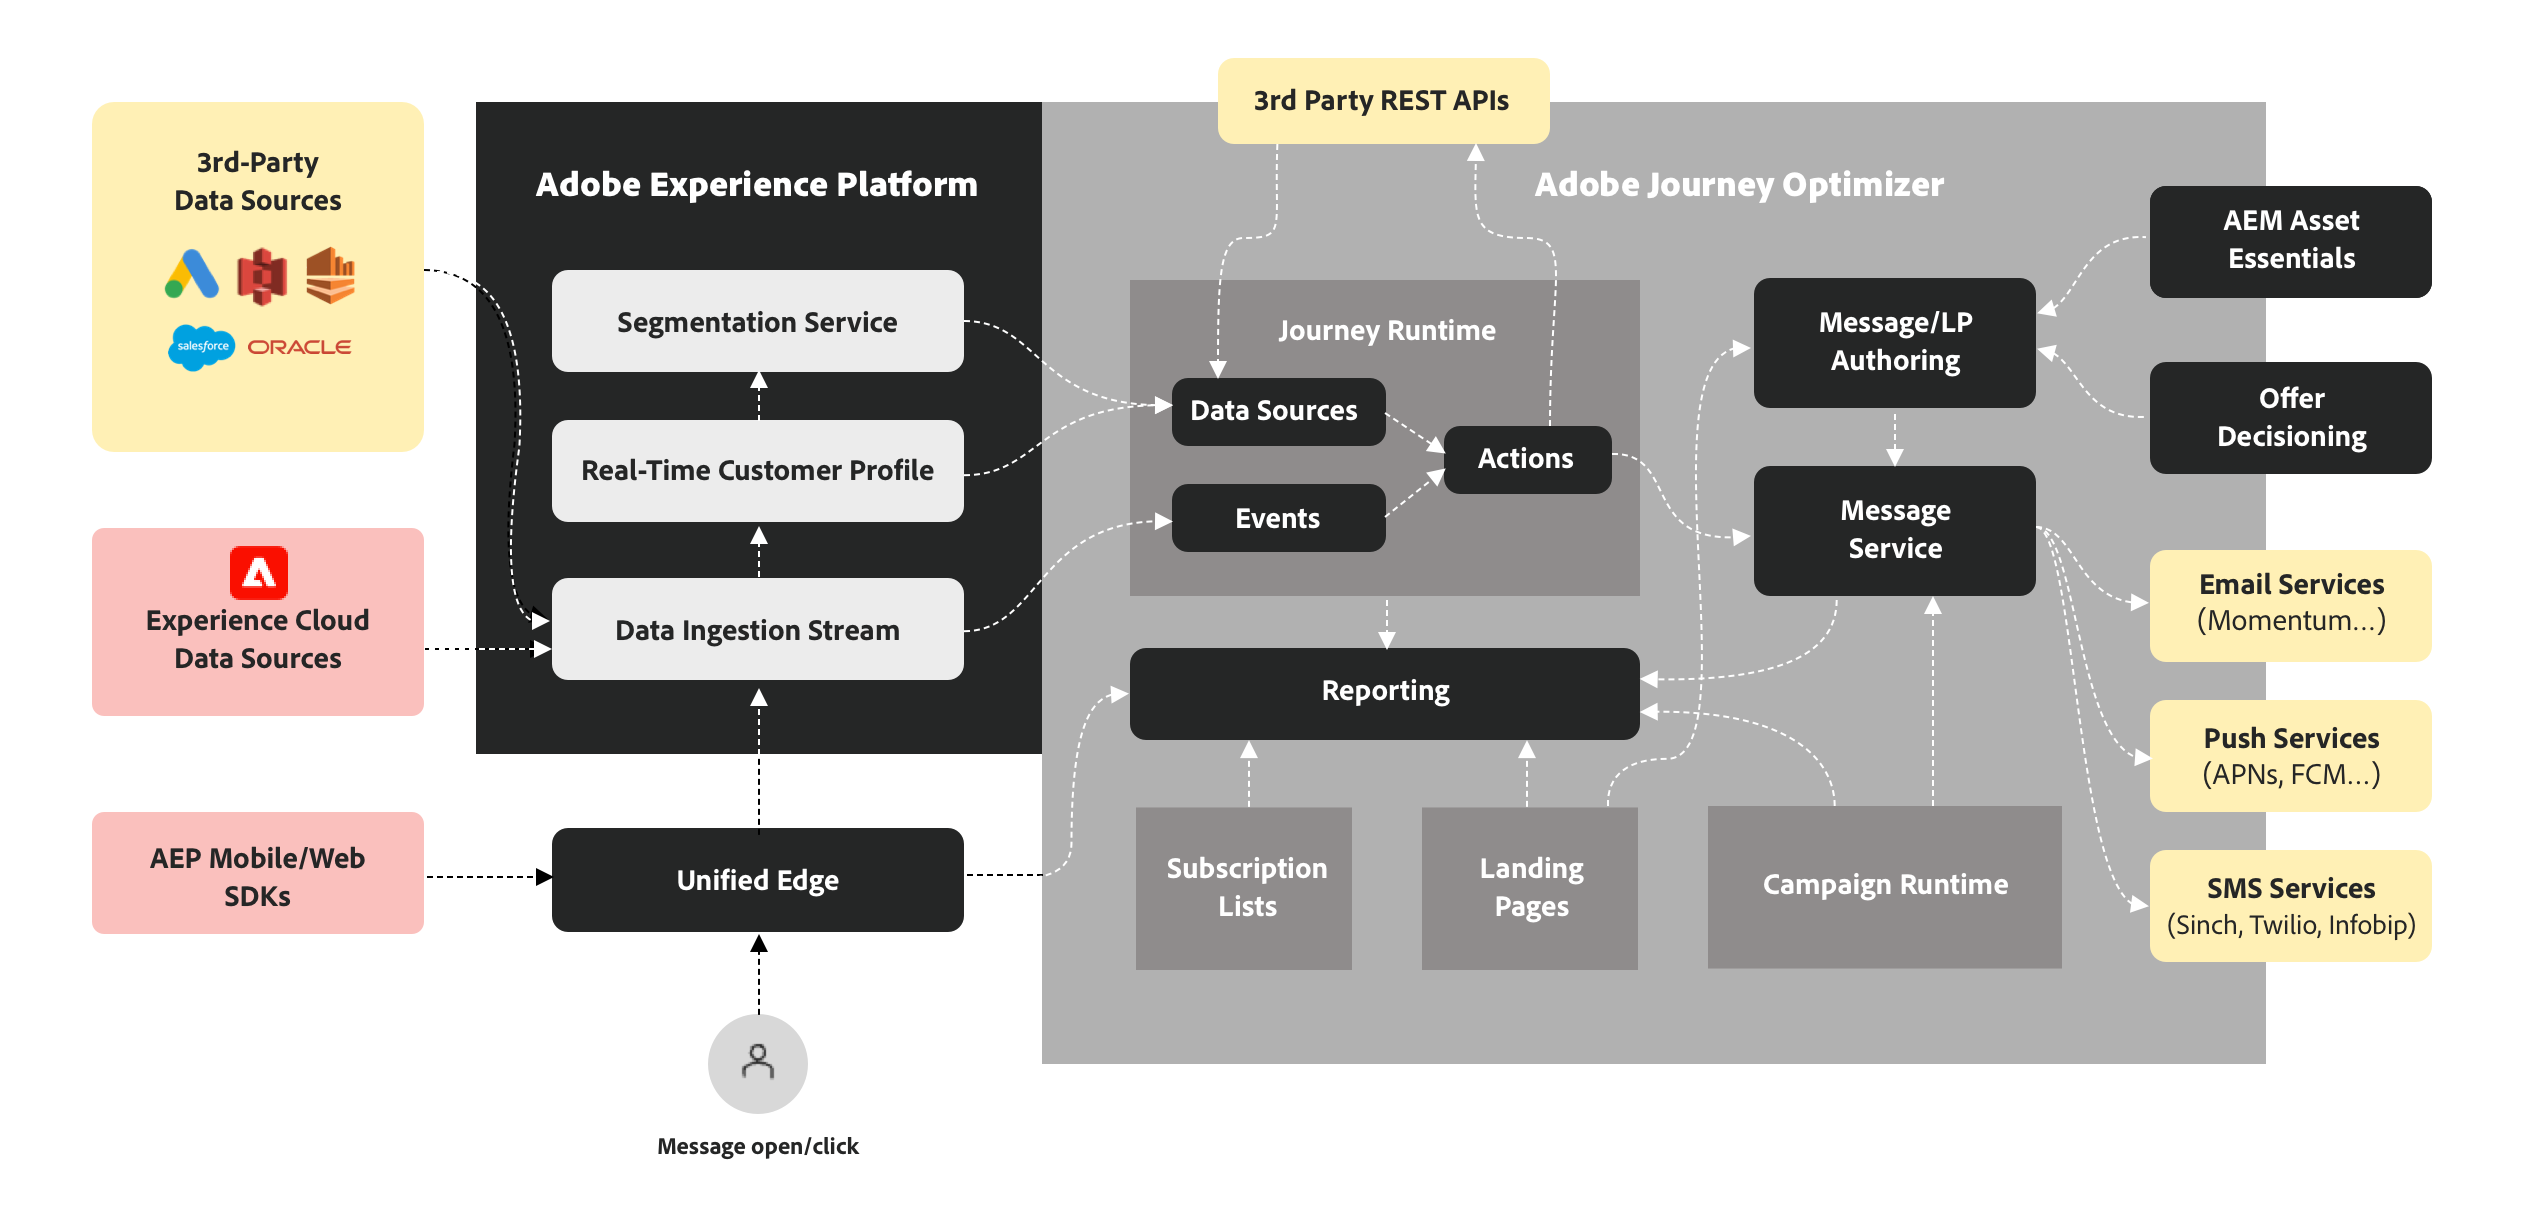 3rd Party REST APIs
3rd-Party
Data Sources
salesforce
ORACLE
Adobe Experience Platform
Adobe Journey Optimizer
AEM Asset
Essentials
Segmentation Service
Journey Runtime
Message/LP
Authoring
Data Sources
Offer
Decisioning
Real-Time Customer Profile
Actions
Events
Message
Service
Experience Cloud
Data Sources
Data Ingestion Stream
Email Services
(Momentum...)
Reporting
Push Services
(APNs, FCM...)
AEP Mobile/Web
SDKs
Unified Edge
Subscription
Lists
Landing
Pages
Campaign Runtime
SMS Services
(Sinch, Twilio, Infobip)
Message open/click